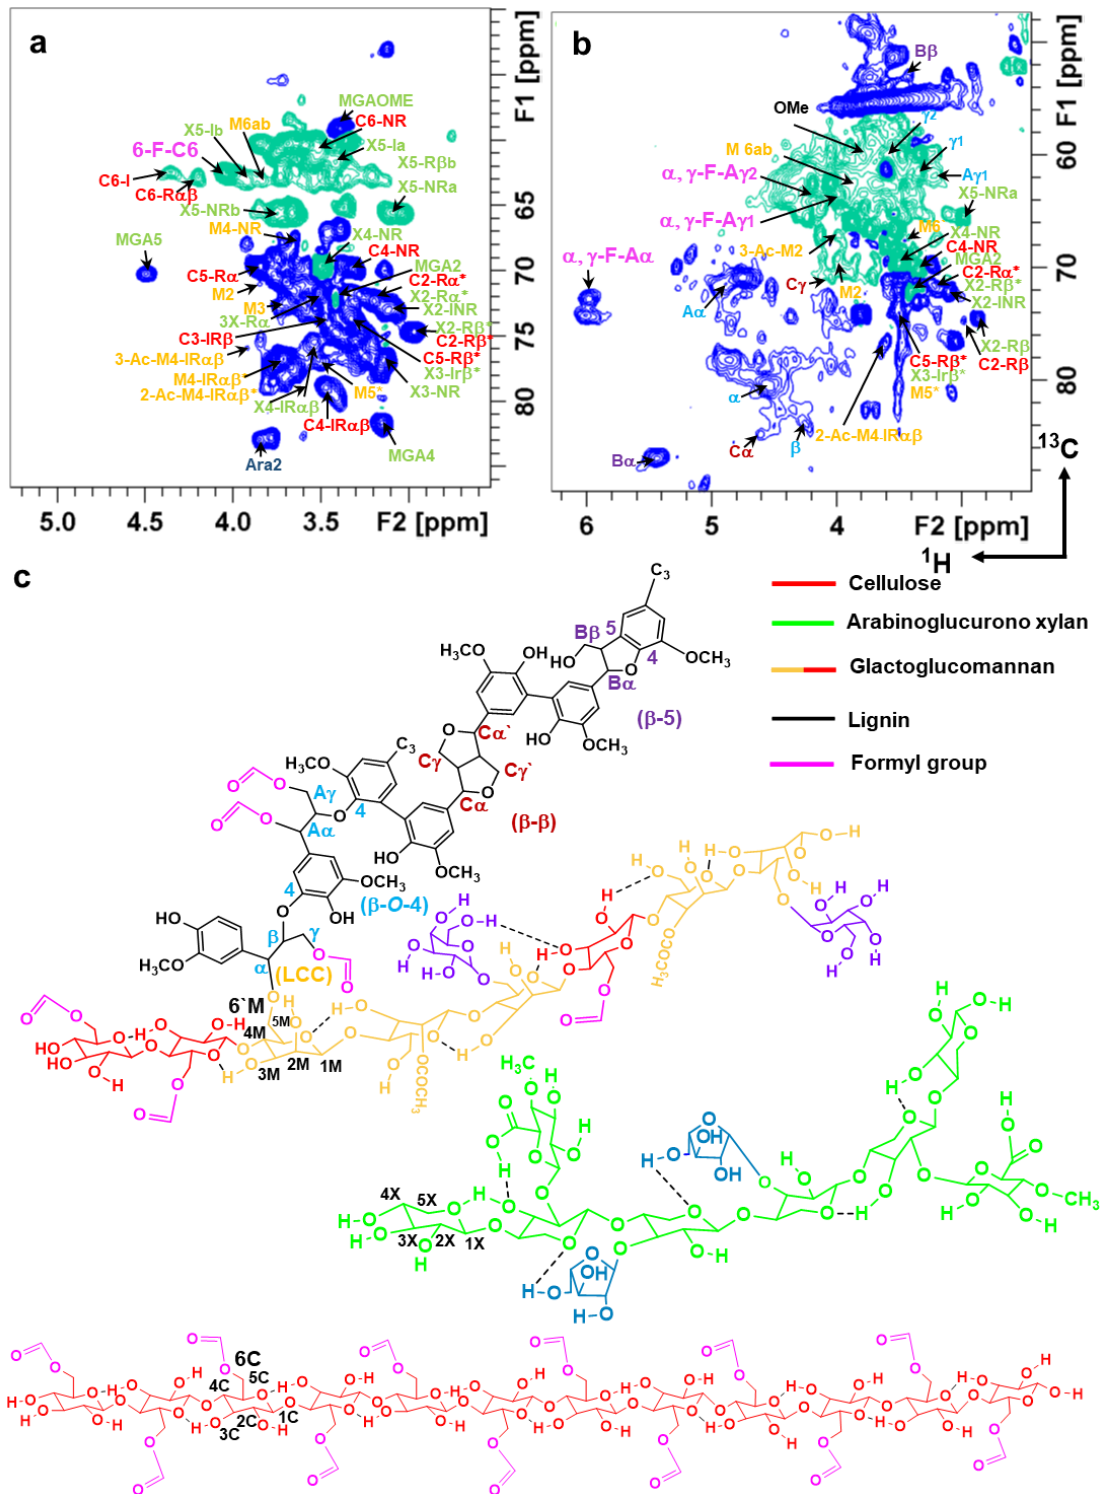 a
MGAOME
C6-NR
X5-Ib
M6ab
6-F-C6
X5-Ia
X5-Rβb
C6-I
C6-Rαβ
X5-NRa
X5-NRb
M4-NR
X4-NR
MGA5
C4-NR
C5-Rα
MGA2
C2-Rα*
M2
X2-Rα*
M3
X2-INR
3X-Rα
X2-Rβ*
C3-IRβ
C2-Rβ*
3-Ac-M4-IRαβ
C5-Rβ*
X3-Irβ*
M4-IRαβ*
M5*
X3-NR
2-Ac-M4-IRαβ*
X4-IRαβ
C4-IRαβ
MGA4
Ara2
65
70
75
80
F1 [ppm]
5.0
4.5
4.0
3.5
F2 [ppm]
b
Bβ
OMe
γ2
M 6ab
γ1
Aγ1
α, γ-F-Aγ2
X5-NRa
α, γ-F-Aγ1
M6
X4-NR
3-Ac-M2
C4-NR
α, γ-F-Aα
MGA2
Cγ
M2
C2-Rα*
X2-Rβ*
Aα
X2-INR
X2-Rβ
C5-Rβ*
C2-Rβ
X3-Irβ*
α
M5*
2-Ac-M4-IRαβ
Cα
β
Bα
60
70
80
F1 [ppm]
6
5
4
F2 [ppm]
13C
1H
c
Cellulose
Arabinoglucurono xylan
Glactoglucomannan
Lignin
Formyl group
C3
Bβ
5
4
HO
O
OCH3
Bα
(β-5)
H3CO
OH
Cα`
HO
OCH3
O
Cγ
Cγ`
O
C3
H3CO
Cα
(β-β)
O
O
Aγ
O
4
O
O
Aα
HO
OCH3
4
OCH3
OH
(β-O-4)
HO
O
β
γ
H3CO
α
(LCC)
O
O
6`M
5M
4M
3M
2M
1M
OCOCH3
H3COCO
H3C
4X
5X
3X
2X
1X
OH
OH
OH
CH3
6C
5C
4C
2C
1C
3C